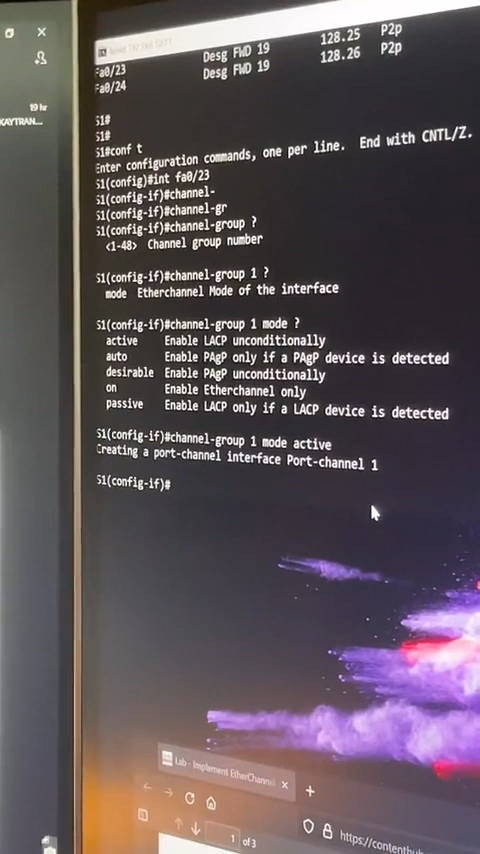 19 hr
KAYTRAN...
Fa0/23 Desg FWD 19 128.25 P2p
Fa0/24 Desg FWD 19 128.26 P2p
S1#
S1#
S1#conf t
Enter configuration commands, one per line. End with CNTL/Z.
S1(config)#int fa0/23
S1(config-if)#channel-
S1(config-if)#channel-gr
S1(config-if)#channel-group ?
<1-48> Channel group number
S1(config-if)#channel-group 1 ?
mode Etherchannel Mode of the interface
S1(config-if)#channel-group 1 mode ?
active Enable LACP unconditionally
auto Enable PAgP only if a PAgP device is detected
desirable Enable PAgP unconditionally
on Enable Etherchannel only
passive Enable LACP only if a LACP device is detected
S1(config-if)#channel-group 1 mode active
Creating a port-channel interface Port-channel 1
S1(config-if)#
Lab - Implement EtherChannel
1 of 3
https://contenthub